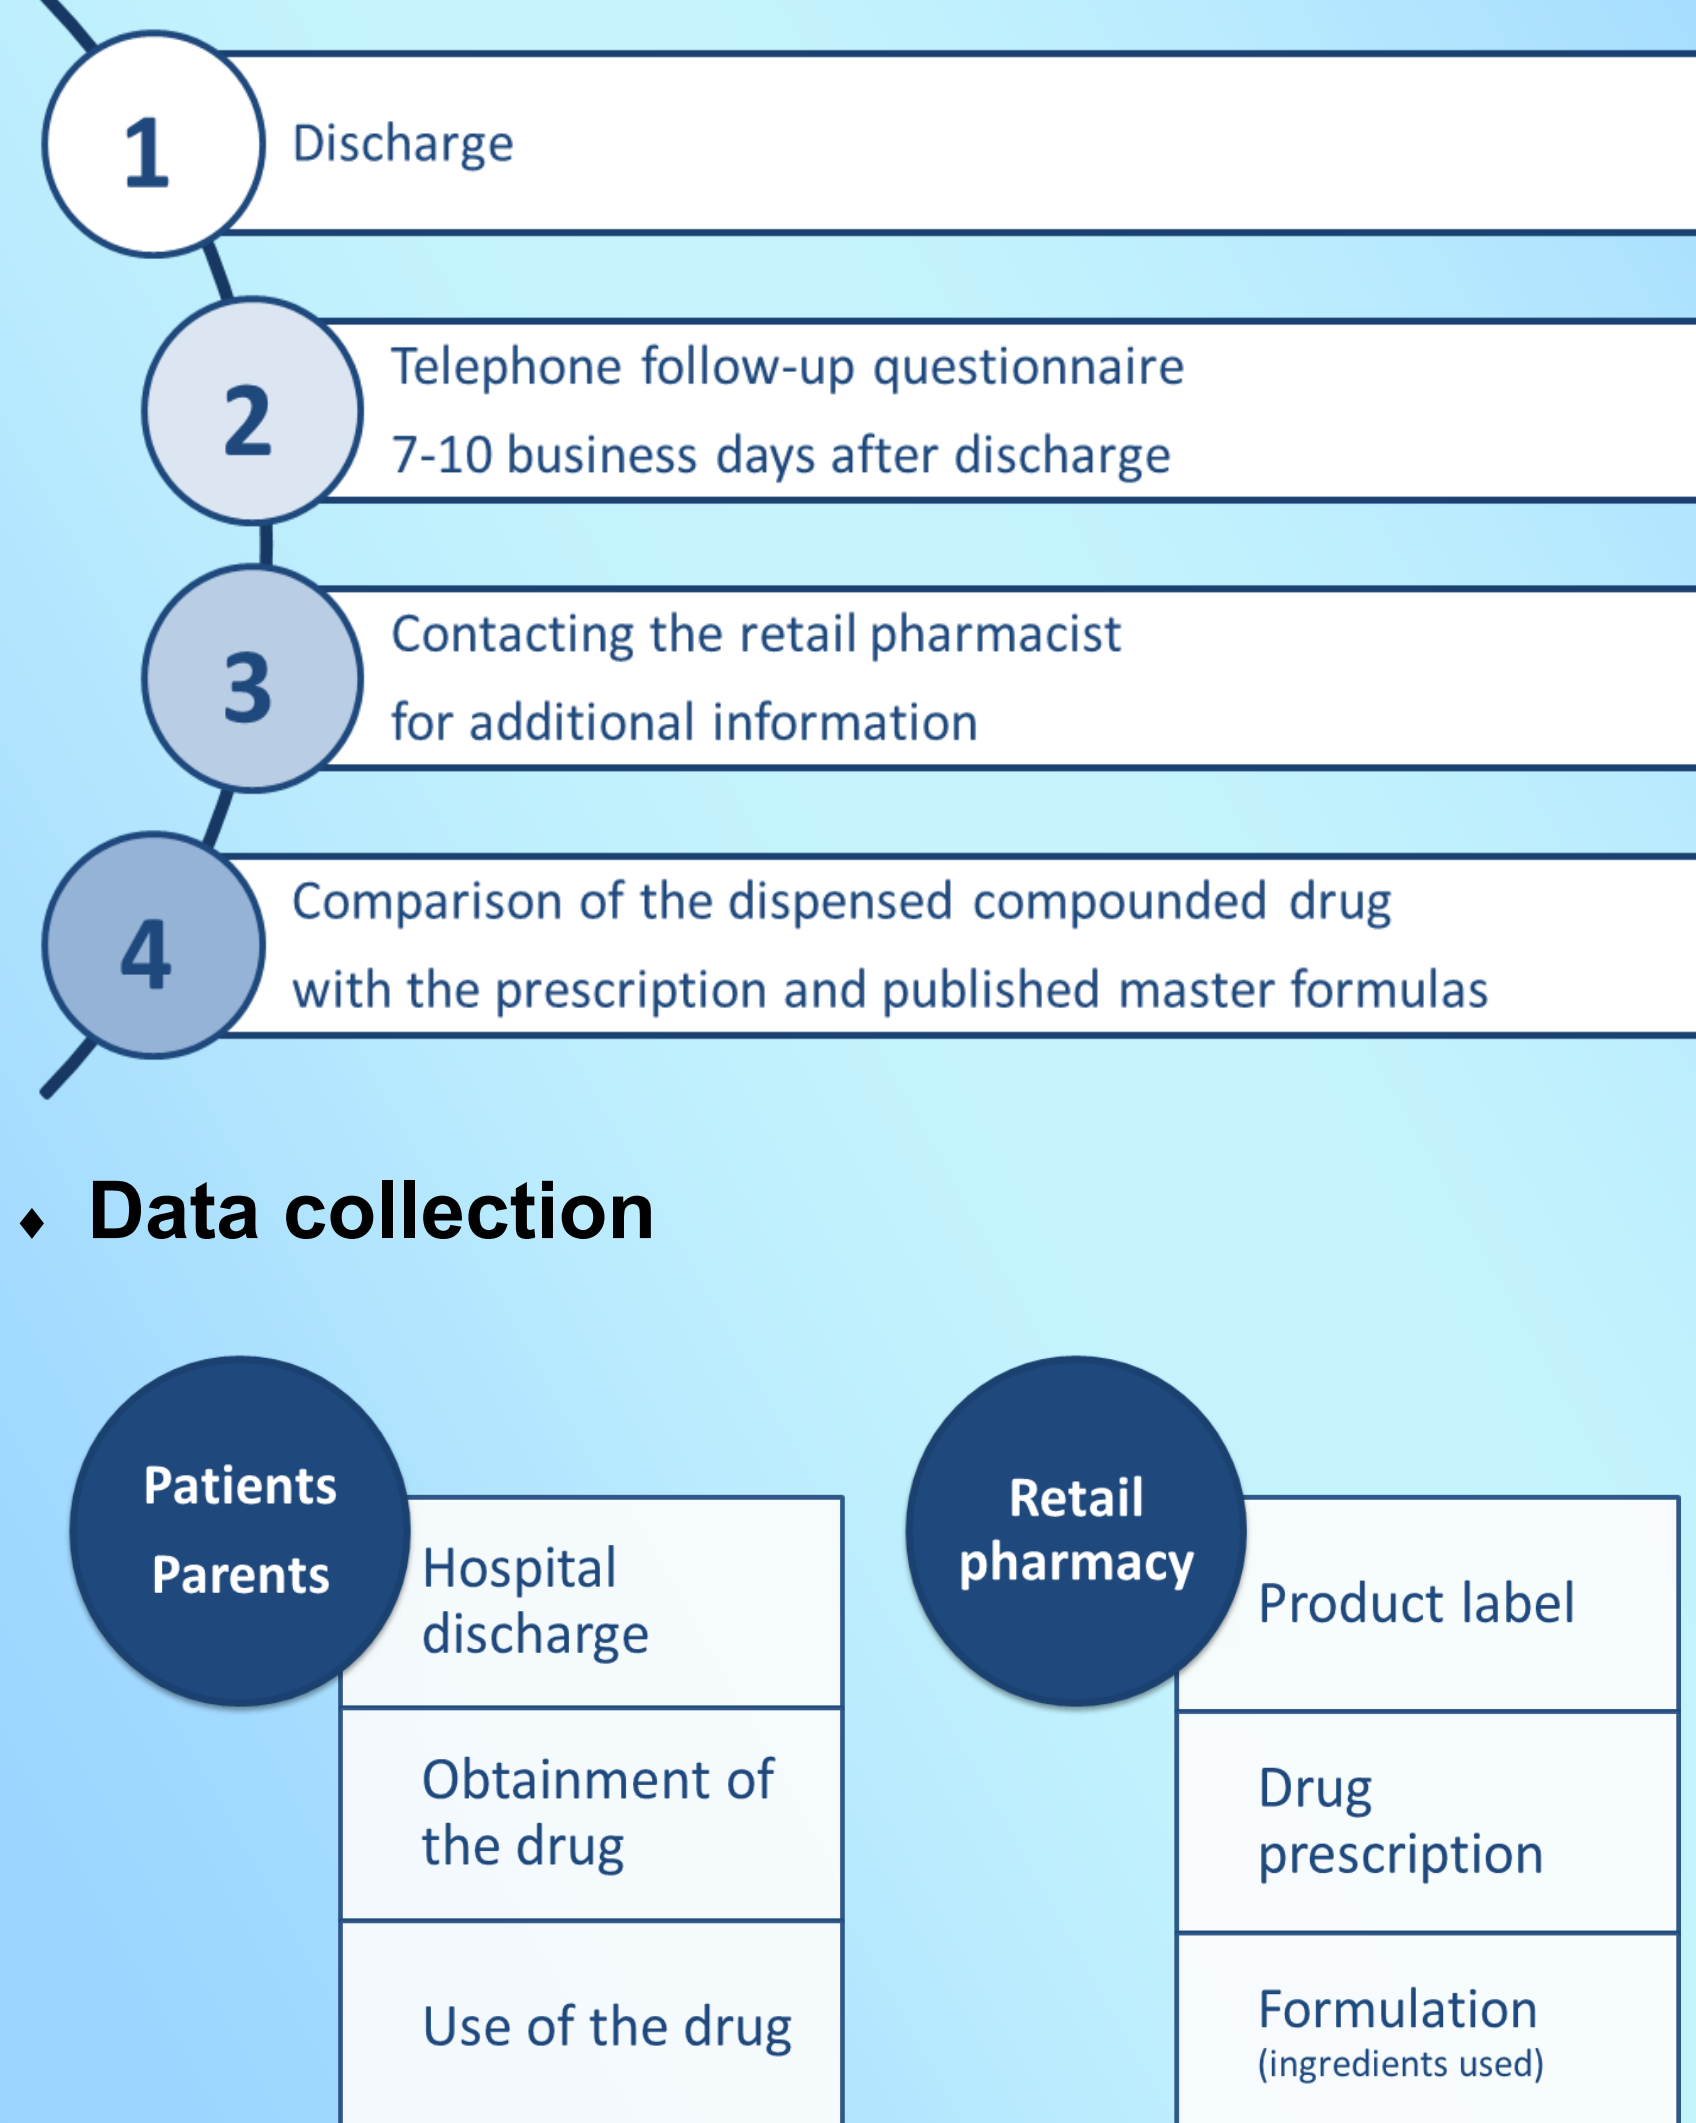 1
Discharge
2
Telephone follow-up questionnaire
7-10 business days after discharge
3
Contacting the retail pharmacist
for additional information
4
Comparison of the dispensed compounded drug
with the prescription and published master formulas
♦ Data collection
Patients
Parents
Hospital
discharge
Obtainment of
the drug
Use of the drug
Retail
pharmacy
Product label
Drug
prescription
Formulation
(ingredients used)